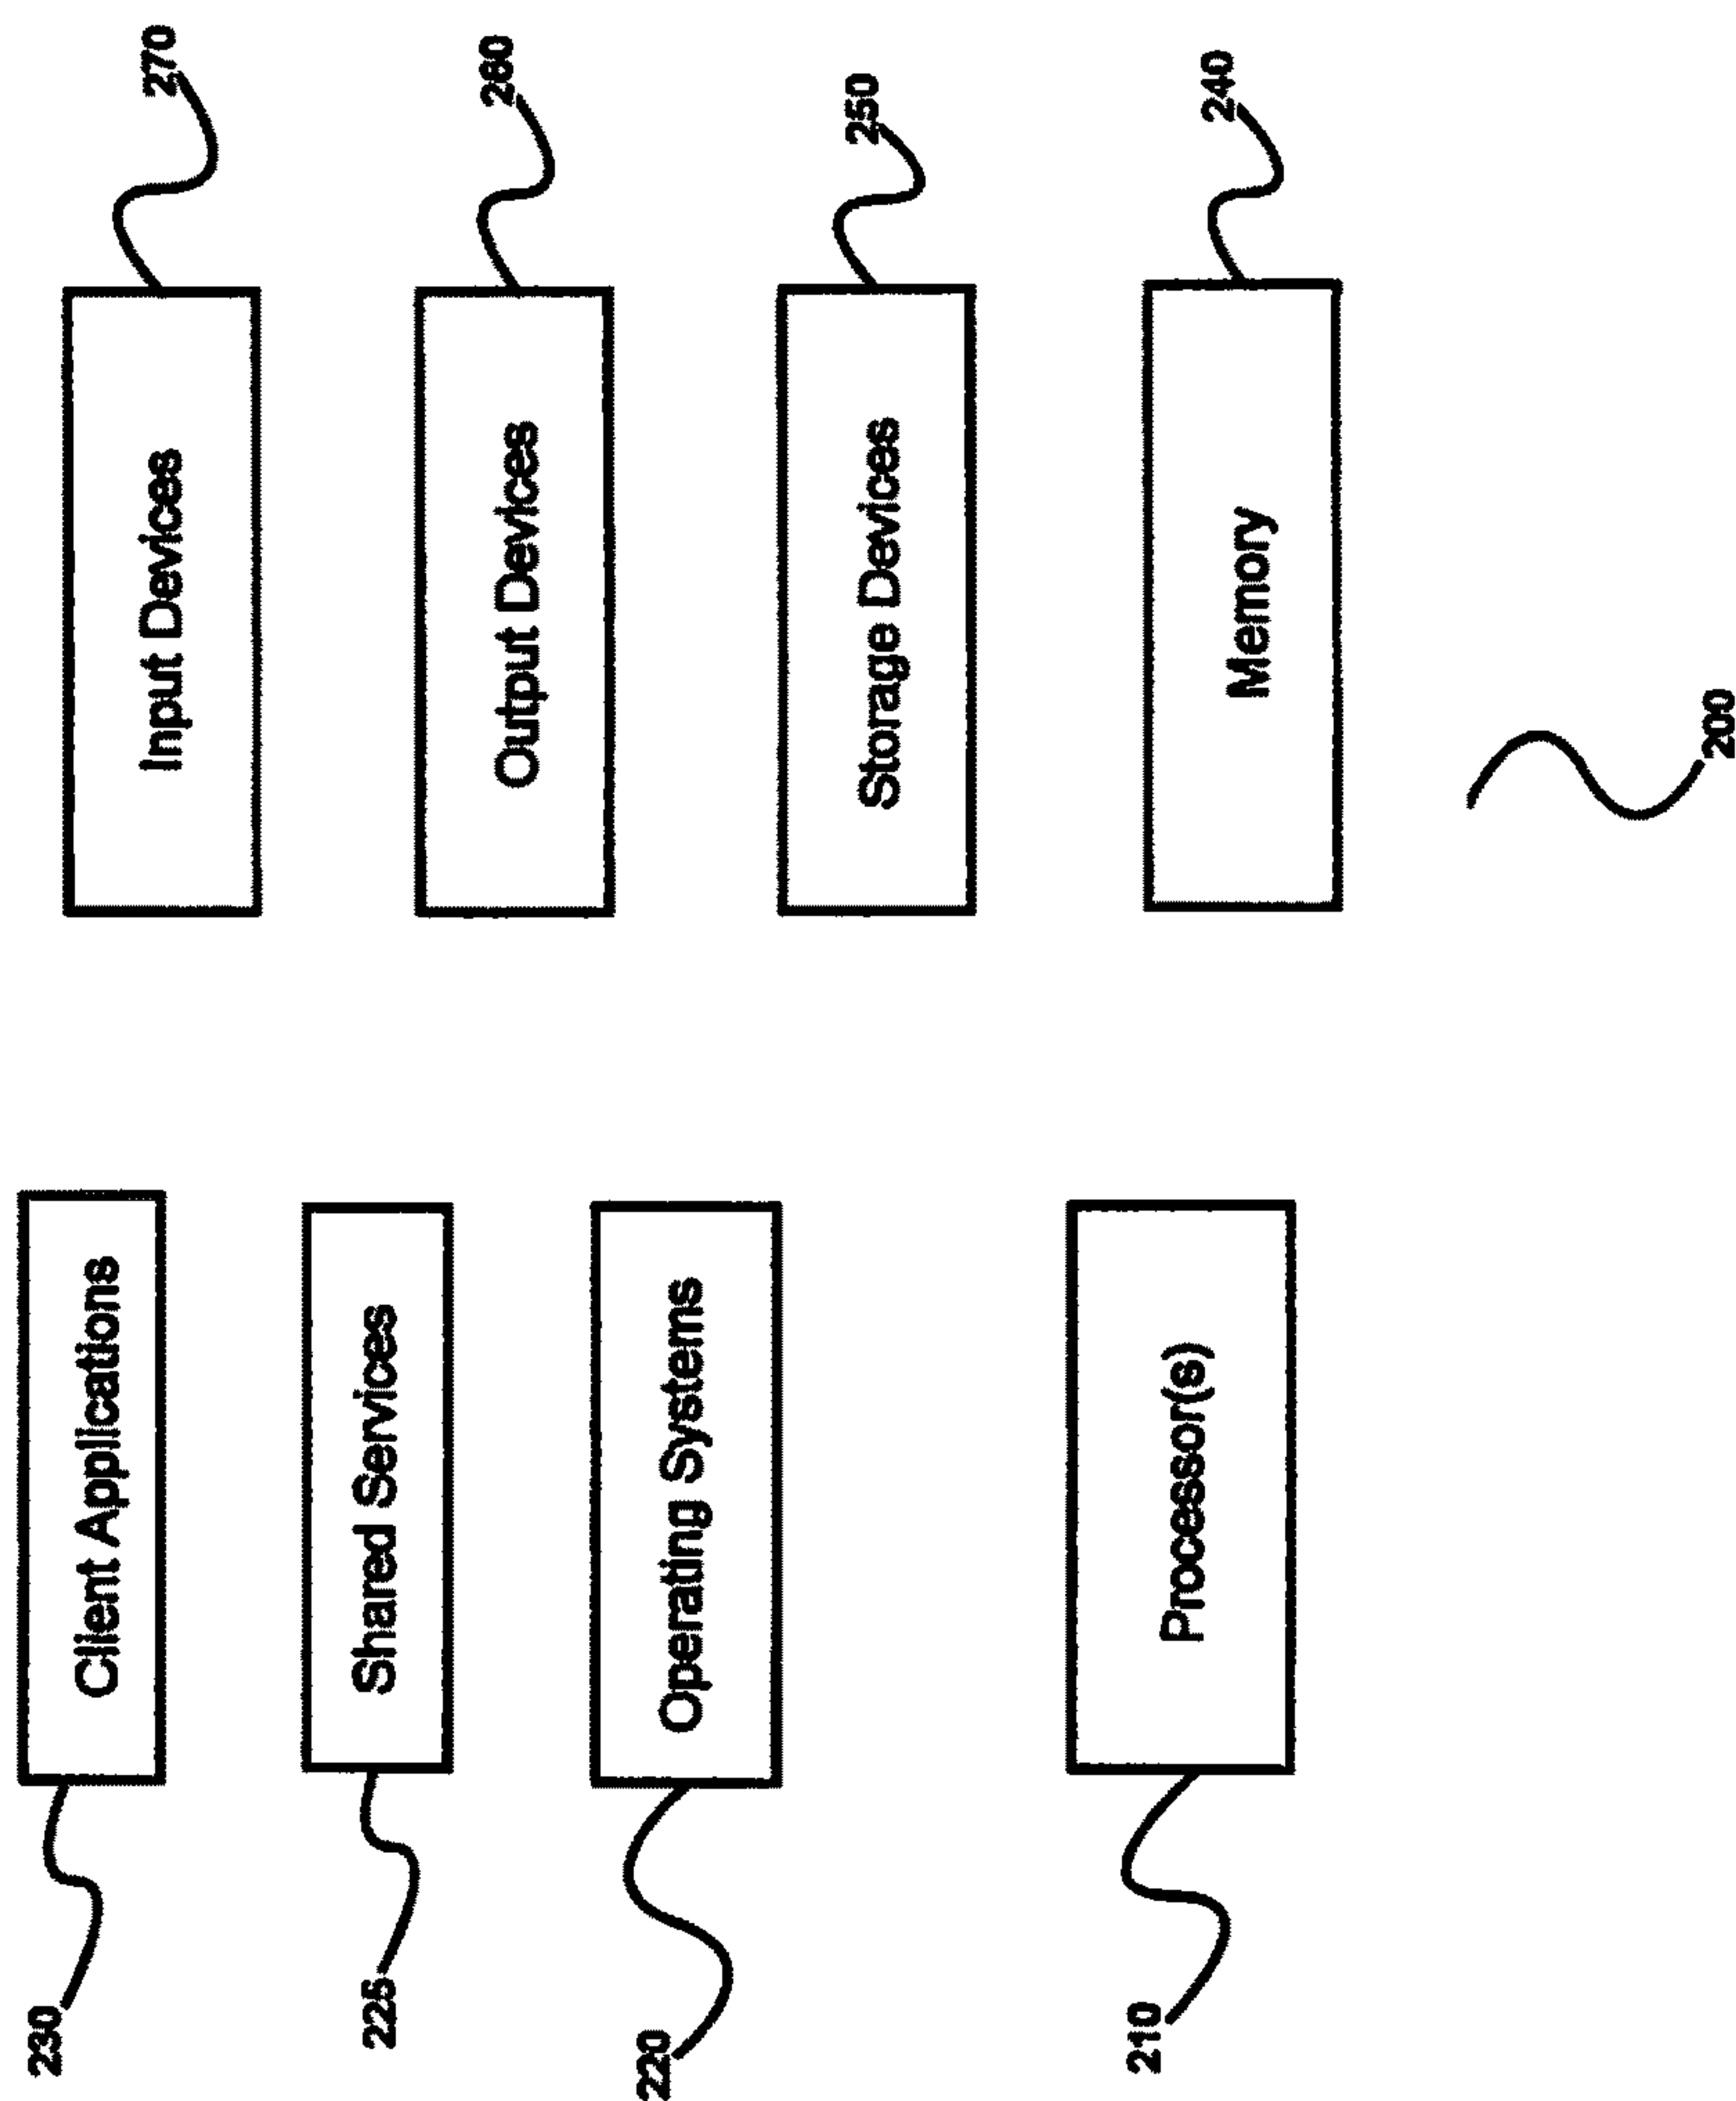 230
Client Applications
Input Devices
270
225
Shared Services
Output Devices
260
220
Operating Systems
Storage Devices
250
210
Processor(s)
Memory
240
200